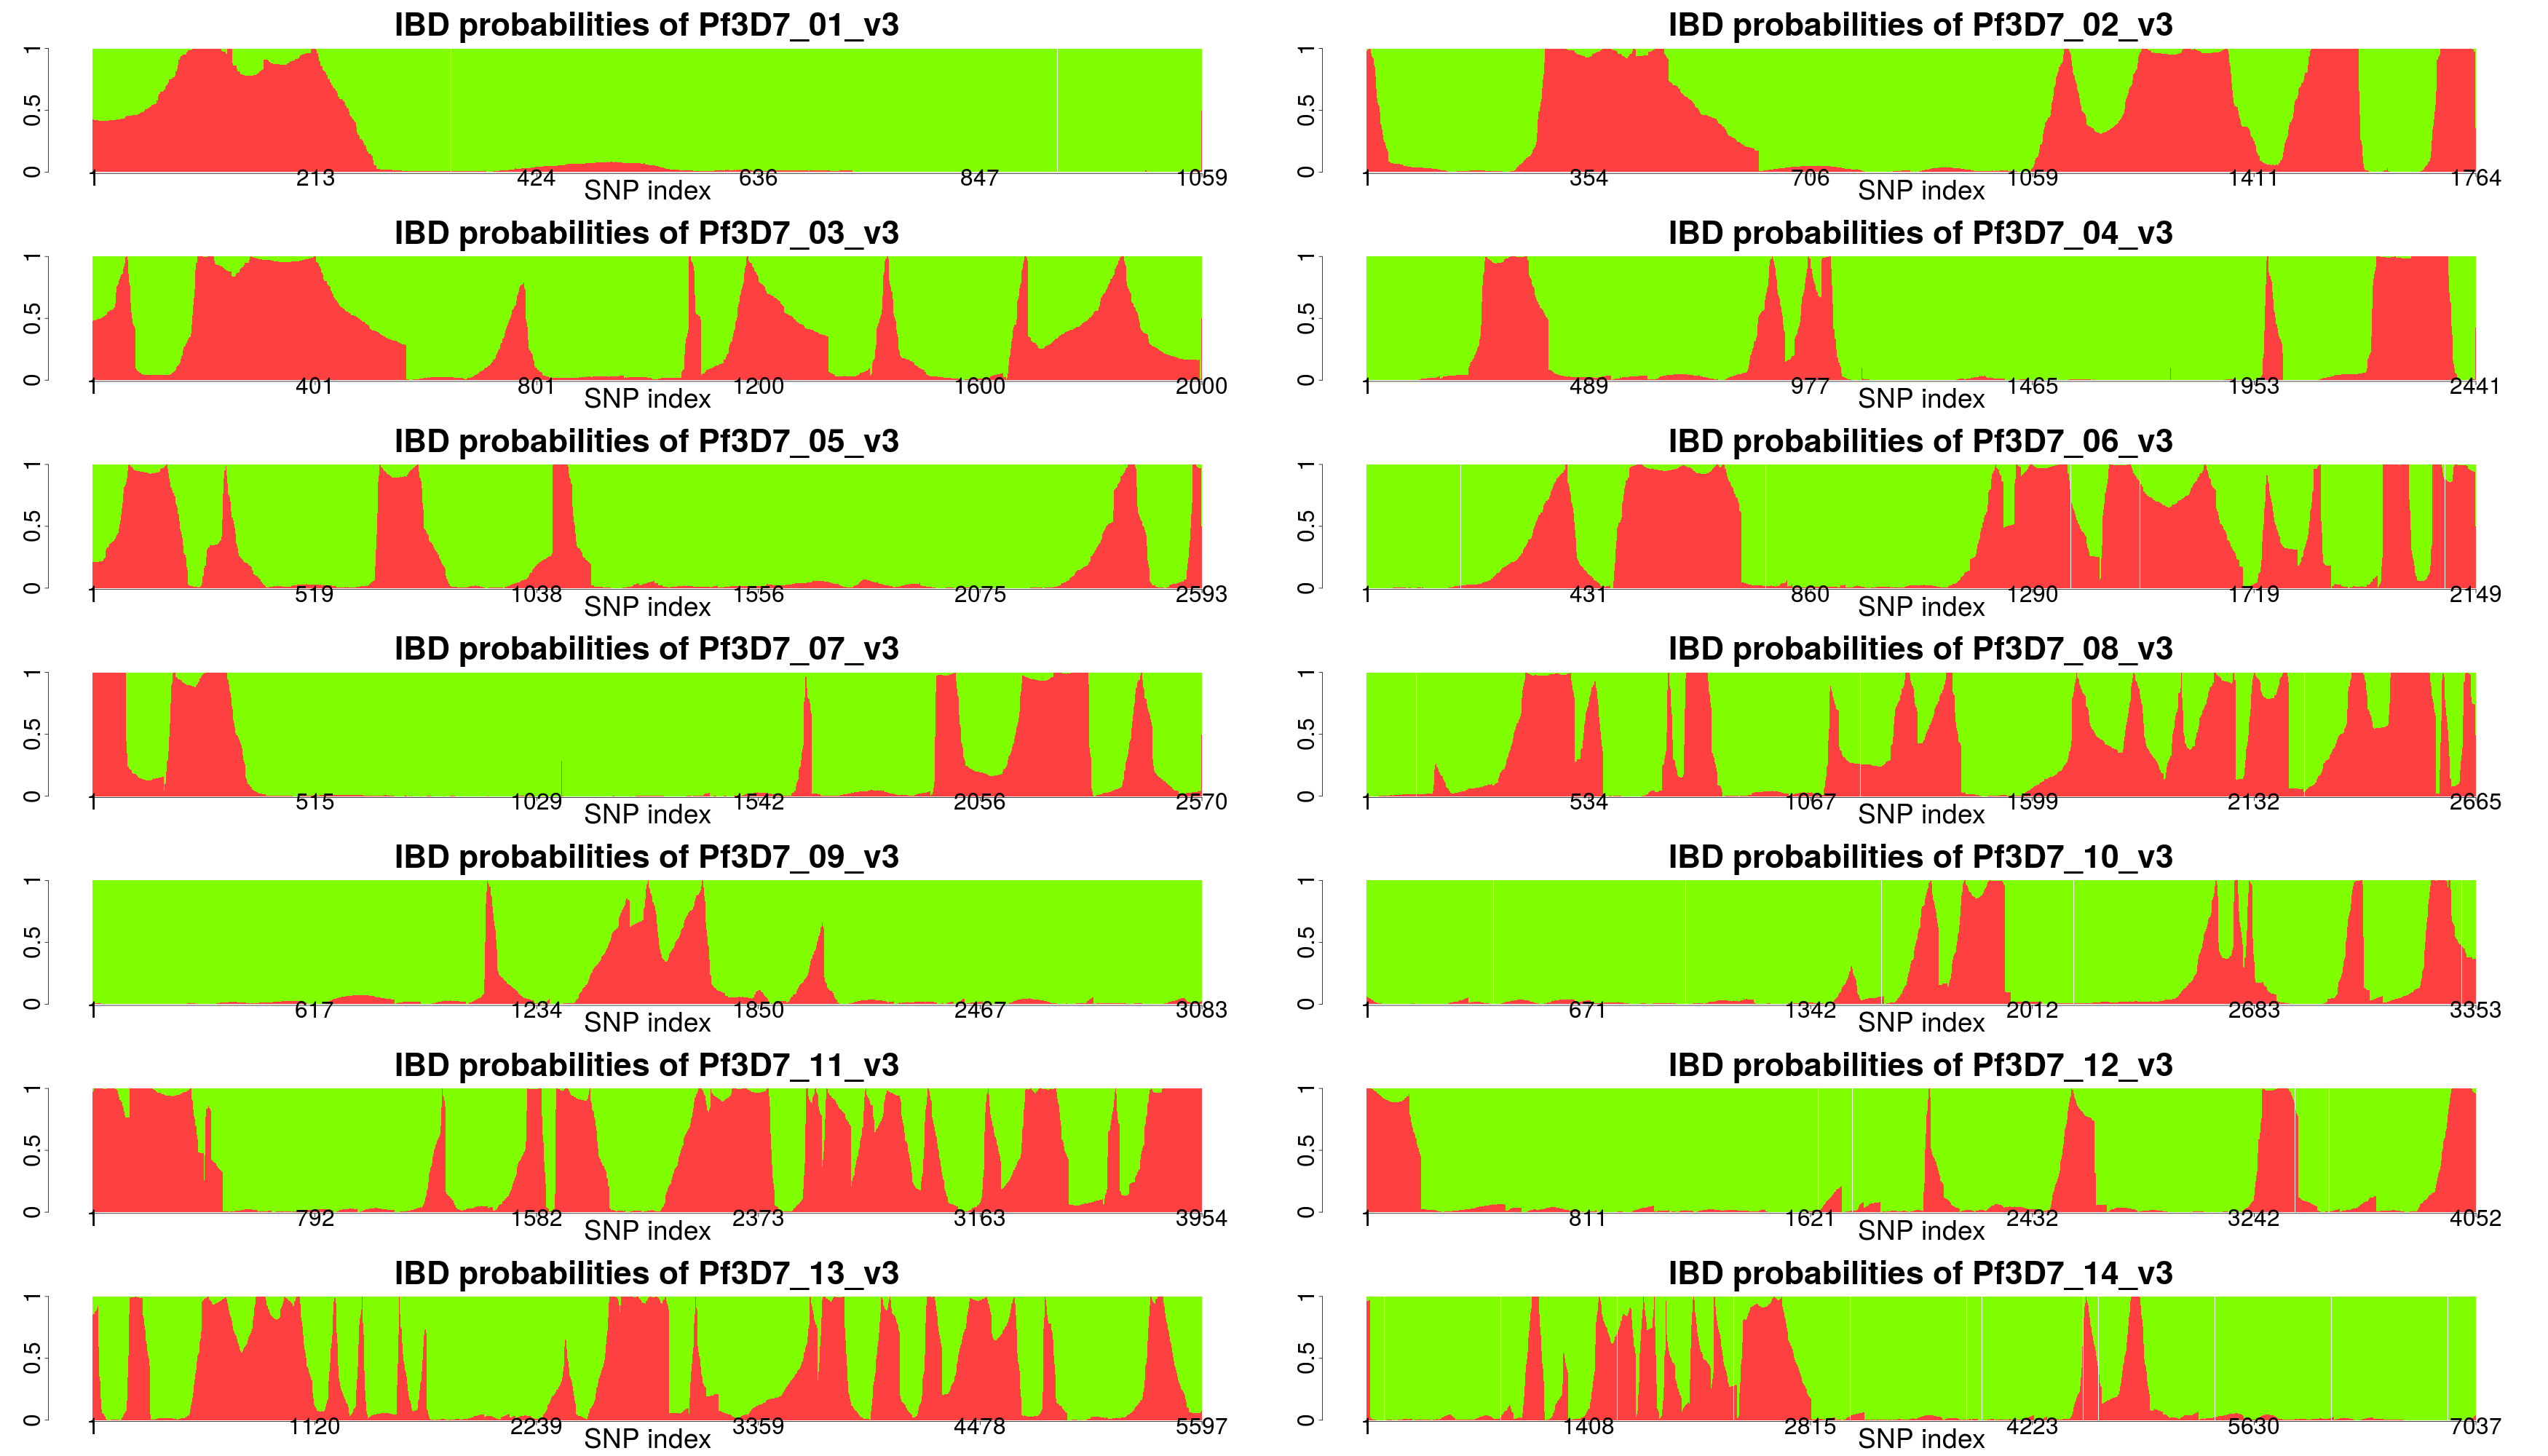 IBD probabilities of Pf3D7_01_v3
0 0.5 1
1 213 424 636 847 1059
SNP index
IBD probabilities of Pf3D7_02_v3
0 0.5 1
1 354 706 1059 1411 1764
SNP index
IBD probabilities of Pf3D7_03_v3
0 0.5 1
1 401 801 1200 1600 2000
SNP index
IBD probabilities of Pf3D7_04_v3
0 0.5 1
1 489 977 1465 1953 2441
SNP index
IBD probabilities of Pf3D7_05_v3
0 0.5 1
1 519 1038 1556 2075 2593
SNP index
IBD probabilities of Pf3D7_06_v3
0 0.5 1
1 431 860 1290 1719 2149
SNP index
IBD probabilities of Pf3D7_07_v3
0 0.5 1
1 515 1029 1542 2056 2570
SNP index
IBD probabilities of Pf3D7_08_v3
0 0.5 1
1 534 1067 1599 2132 2665
SNP index
IBD probabilities of Pf3D7_09_v3
0 0.5 1
1 617 1234 1850 2467 3083
SNP index
IBD probabilities of Pf3D7_10_v3
0 0.5 1
1 671 1342 2012 2683 3353
SNP index
IBD probabilities of Pf3D7_11_v3
0 0.5 1
1 792 1582 2373 3163 3954
SNP index
IBD probabilities of Pf3D7_12_v3
0 0.5 1
1 811 1621 2432 3242 4052
SNP index
IBD probabilities of Pf3D7_13_v3
0 0.5 1
1 1120 2239 3359 4478 5597
SNP index
IBD probabilities of Pf3D7_14_v3
0 0.5 1
1 1408 2815 4223 5630 7037
SNP index